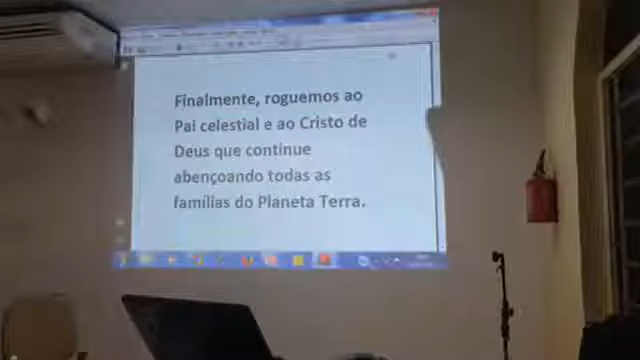 Finalmente, roguemos ao
Pai celestial e ao Cristo de
Deus que continue
abençoando todas as
famílias do Planeta Terra.